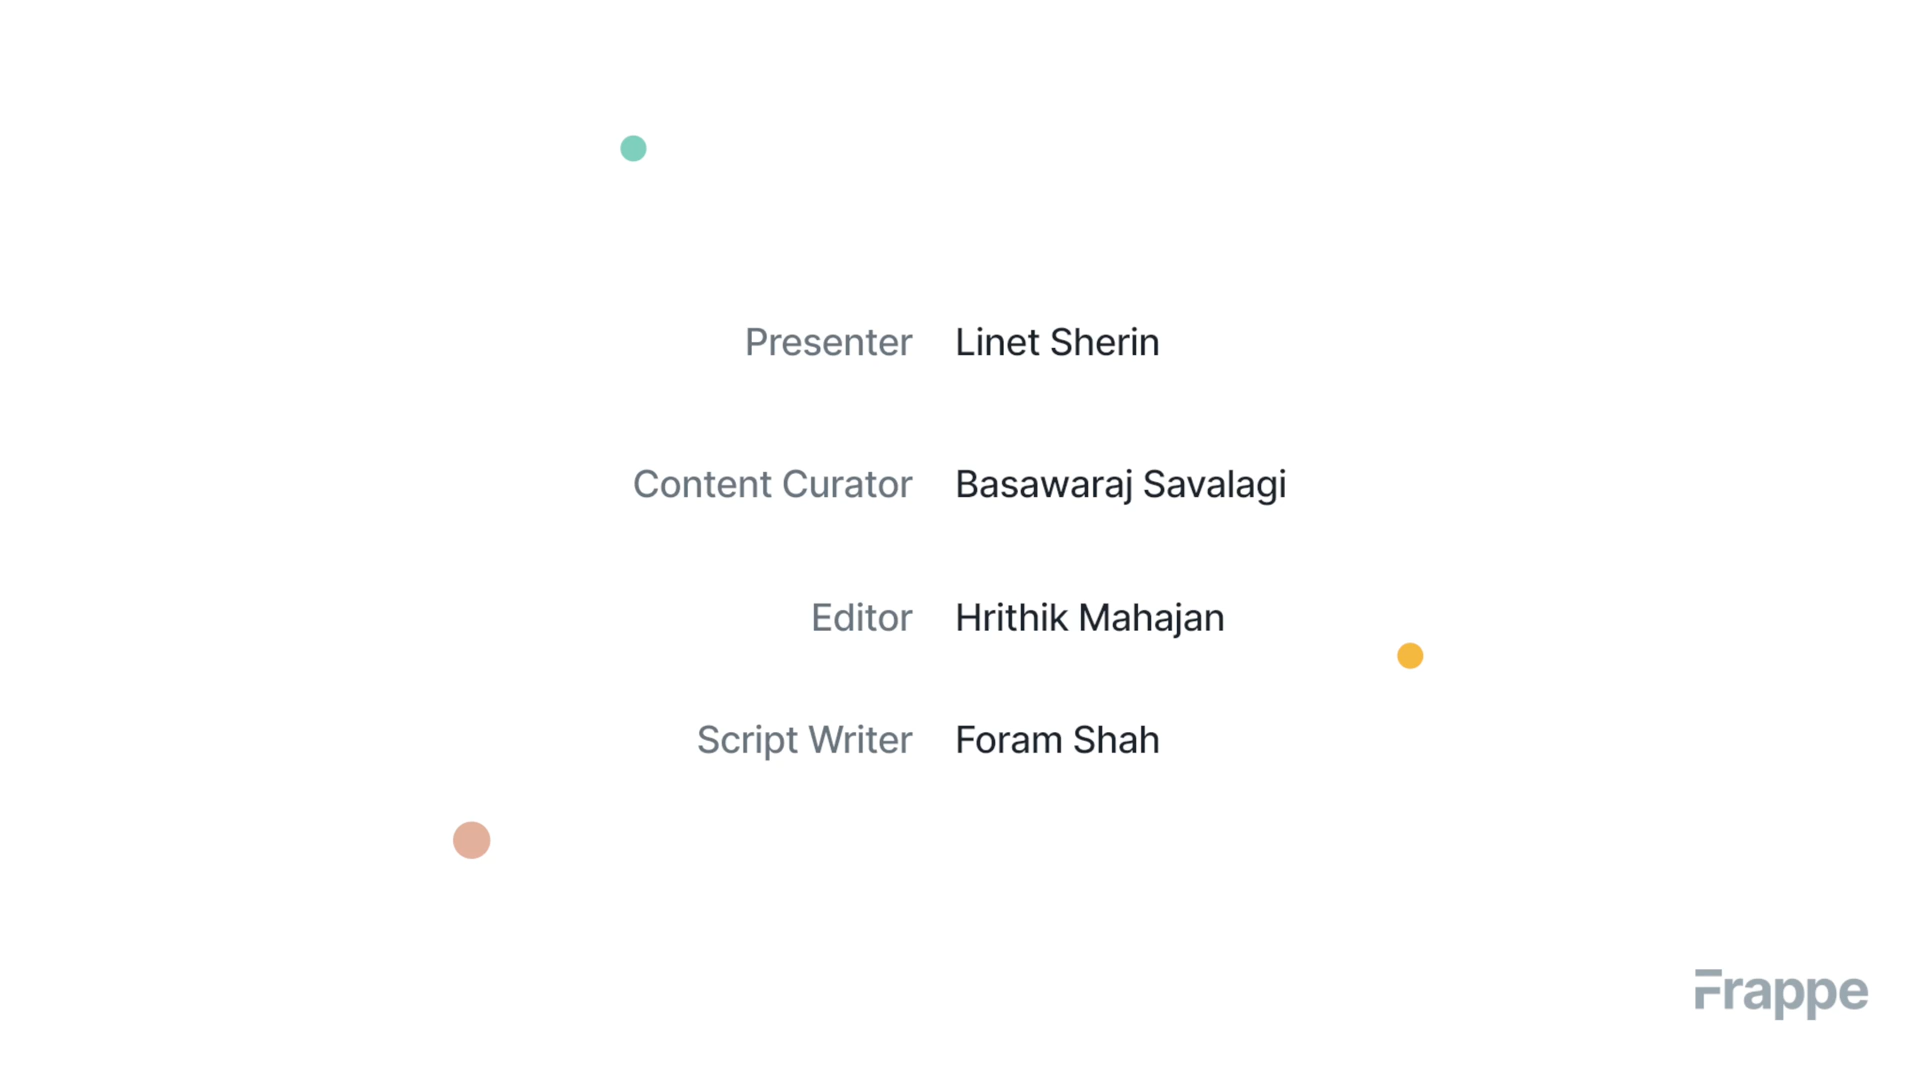 Presenter Linet Sherin
Content Curator Basawaraj Savalagi
Editor Hrithik Mahajan
Script Writer Foram Shah
Frappe